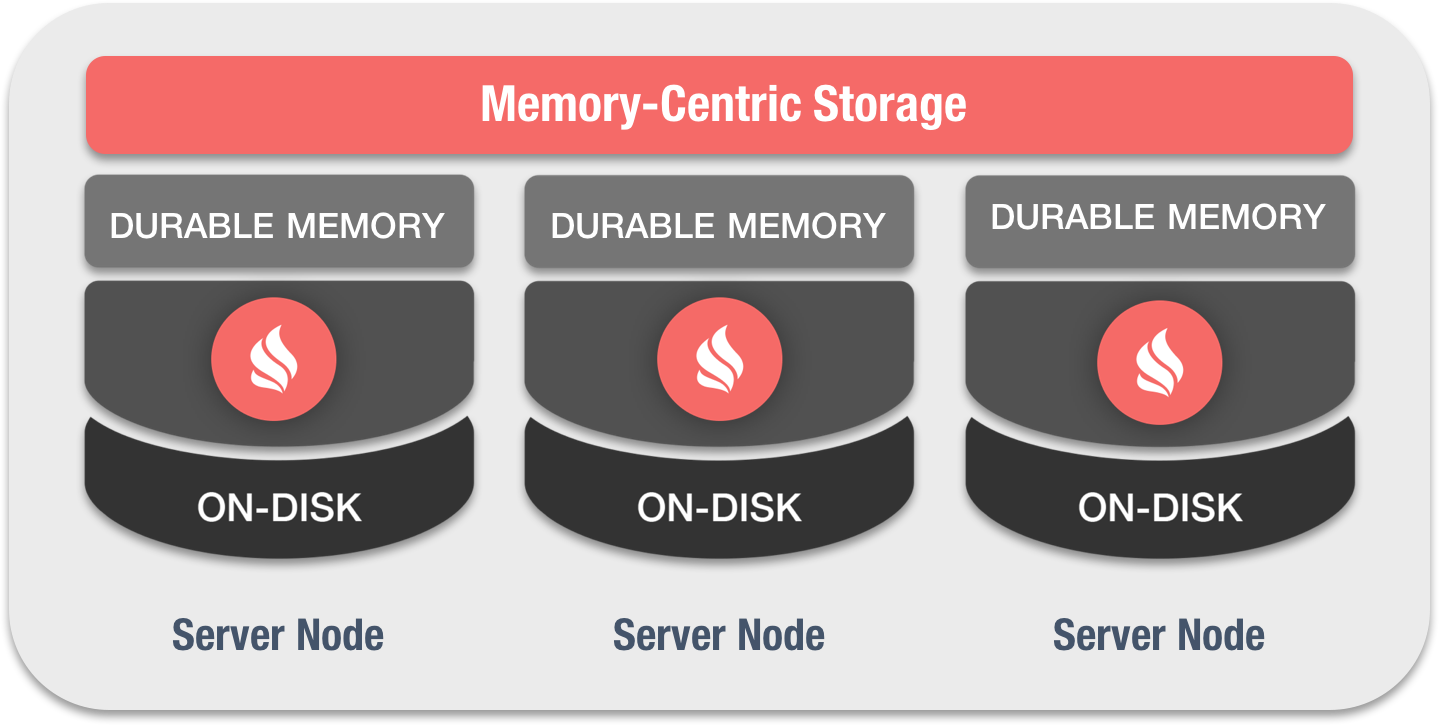 Memory-Centric Storage
DURABLE MEMORY
DURABLE MEMORY
DURABLE MEMORY
ON-DISK
ON-DISK
ON-DISK
Server Node
Server Node
Server Node